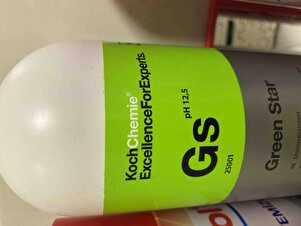 KochChemie®
ExcellenceForExperts.
Gs
pH 12,5
25001
Green Star